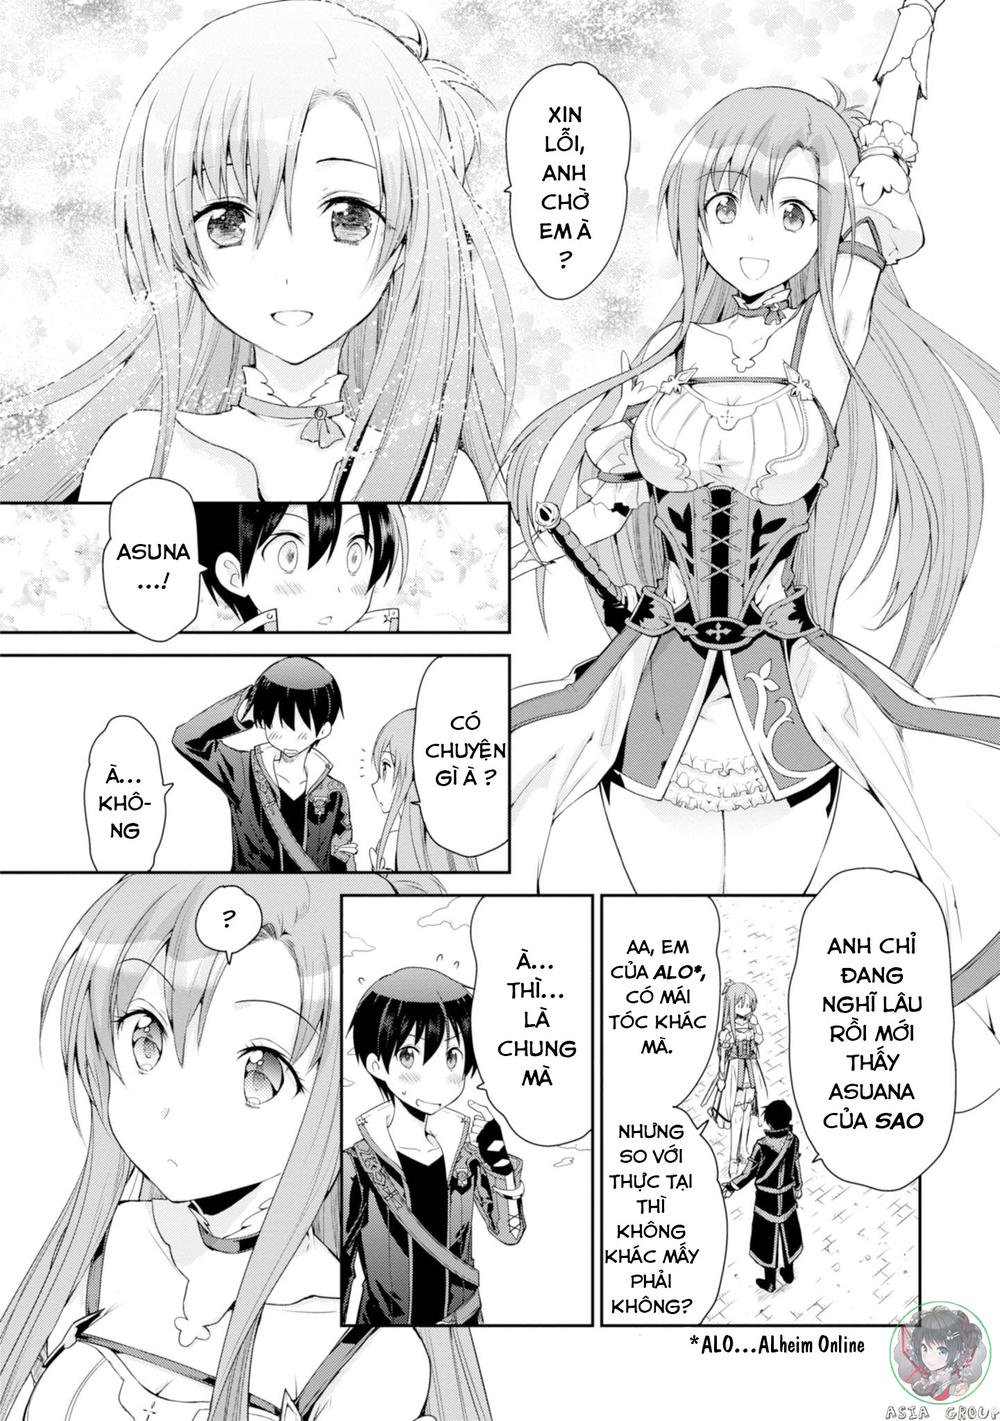 XIN
LỖI,
ANH
CHỜ
EM À
?
ASUNA
...!
CÓ
CHUYỆN
GÌ À ?
À...
KHÔ-
NG
ANH CHỈ
ĐANG
NGHĨ LÂU
RỒI MỚI
THẤY
ASUANA
CỦA SAO
AA, EM
CỦA ALO*,
CÓ MÁI
TÓC KHÁC
MÀ.
NHƯNG
SO VỚI
THỰC TẠI
THÌ
KHÔNG
KHÁC MẤY
PHẢI
KHÔNG?
À...
THÌ...
LÀ
CHUNG
MÀ
?
*ALO...ALheim Online
ASIA GROUP